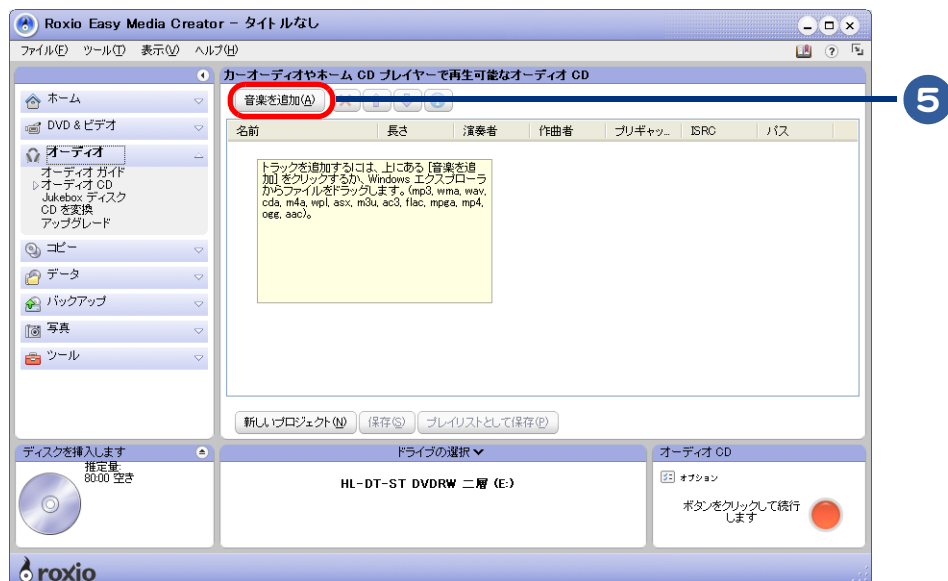 Roxio Easy Media Creator - タイトルなし
ファイル(F) ツール(T) 表示(V) ヘルプ(H)
カーオーディオやホーム CD プレイヤーで再生可能なオーディオ CD
音楽を追加(A)
5
名前 長さ 演奏者 作曲者 プリギャッ... ISRC パス
トラックを追加するには、上にある [音楽を追
加] をクリックするか、Windows エクスプローラ
からファイルをドラッグします。(mp3, wma, wav,
cda, m4a, wpl, asx, m3u, ac3, flac, mpga, mp4,
ogg, aac)。
ホーム
DVD & ビデオ
オーディオ
オーディオ ガイド
オーディオ CD
Jukebox ディスク
CD を変換
アップグレード
コピー
データ
バックアップ
写真
ツール
新しいプロジェクト(N) 保存(S) プレイリストとして保存(P)
ディスクを挿入します
推定量:
80:00 空き
ドライブの選択
HL-DT-ST DVDRW 二層 (E:)
オーディオ CD
オプション
ボタンをクリックして続行
します
roxio